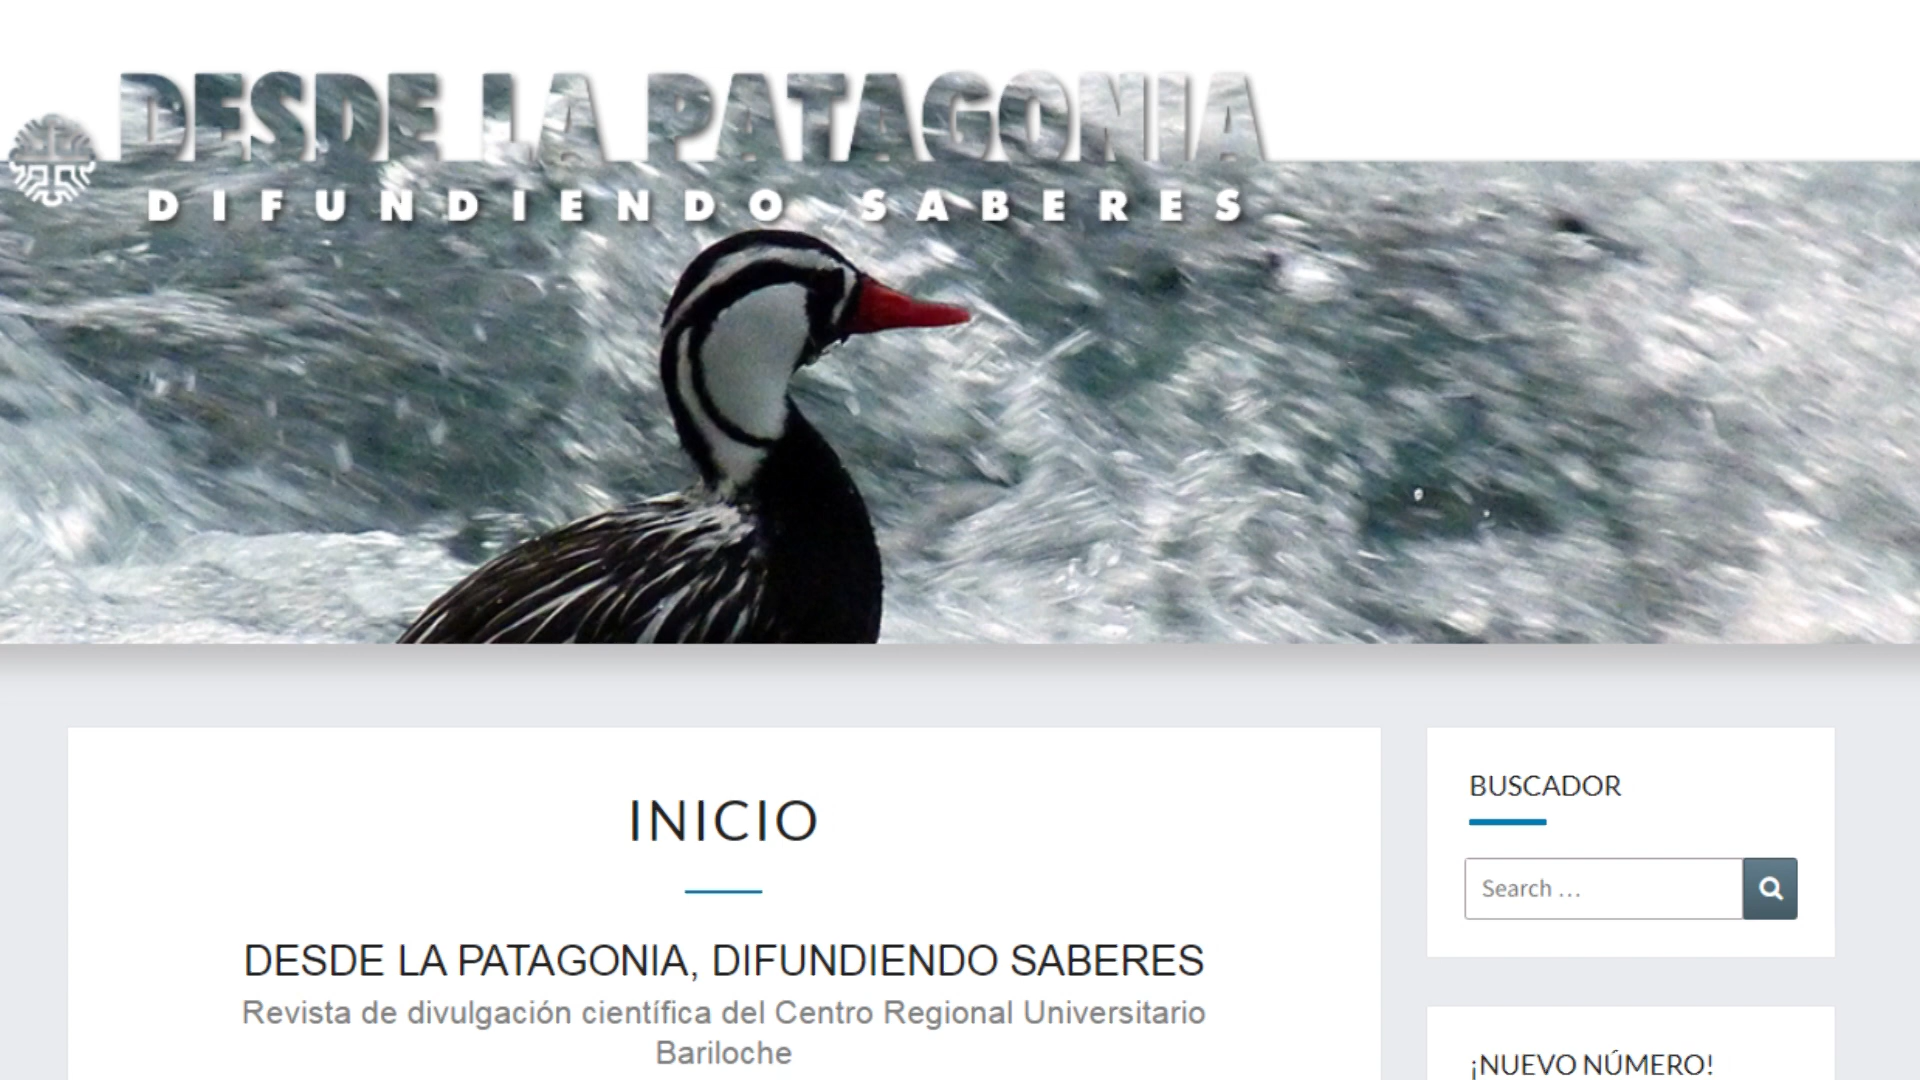 DESDE LA PATAGONIA
DIFUNDIENDO SABERES
INICIO
DESDE LA PATAGONIA, DIFUNDIENDO SABERES
Revista de divulgación científica del Centro Regional Universitario
Bariloche
BUSCADOR
Search …
¡NUEVO NÚMERO!